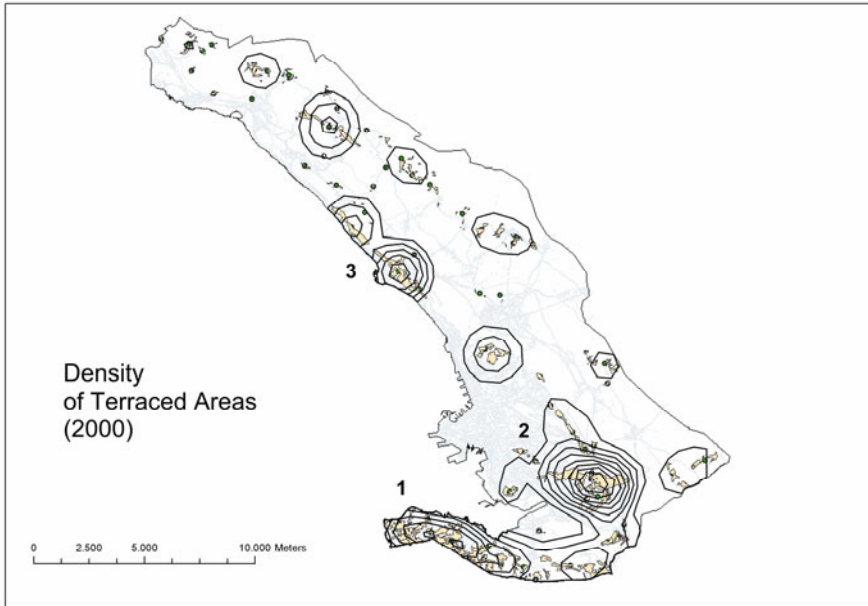 3
Density
of Terraced Areas
(2000)
2
1
0 2.500 5.000 10.000 Meters